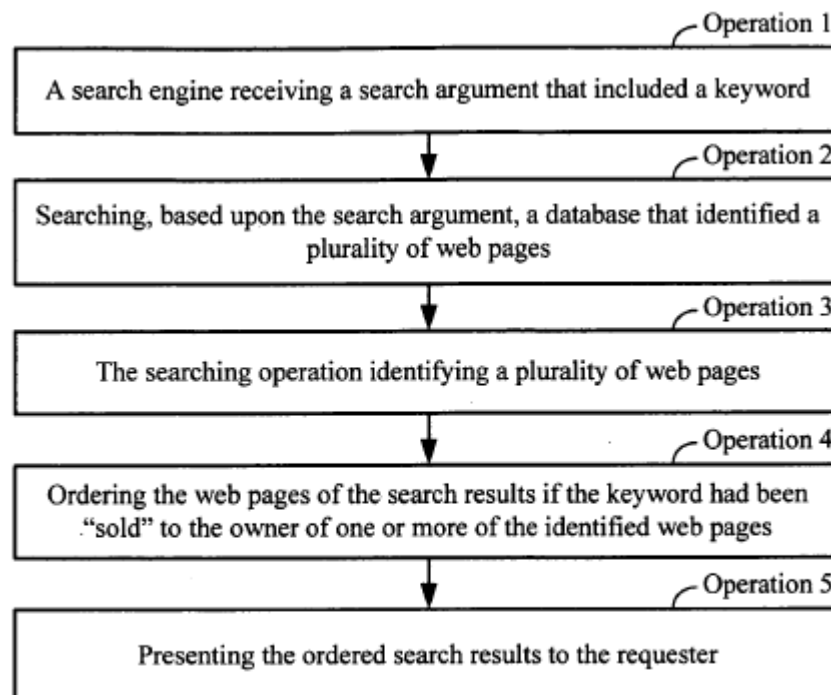 Operation 1
A search engine receiving a search argument that included a keyword
Operation 2
Searching, based upon the search argument, a database that identified a
plurality of web pages
Operation 3
The searching operation identifying a plurality of web pages
Operation 4
Ordering the web pages of the search results if the keyword had been
“sold” to the owner of one or more of the identified web pages
Operation 5
Presenting the ordered search results to the requester